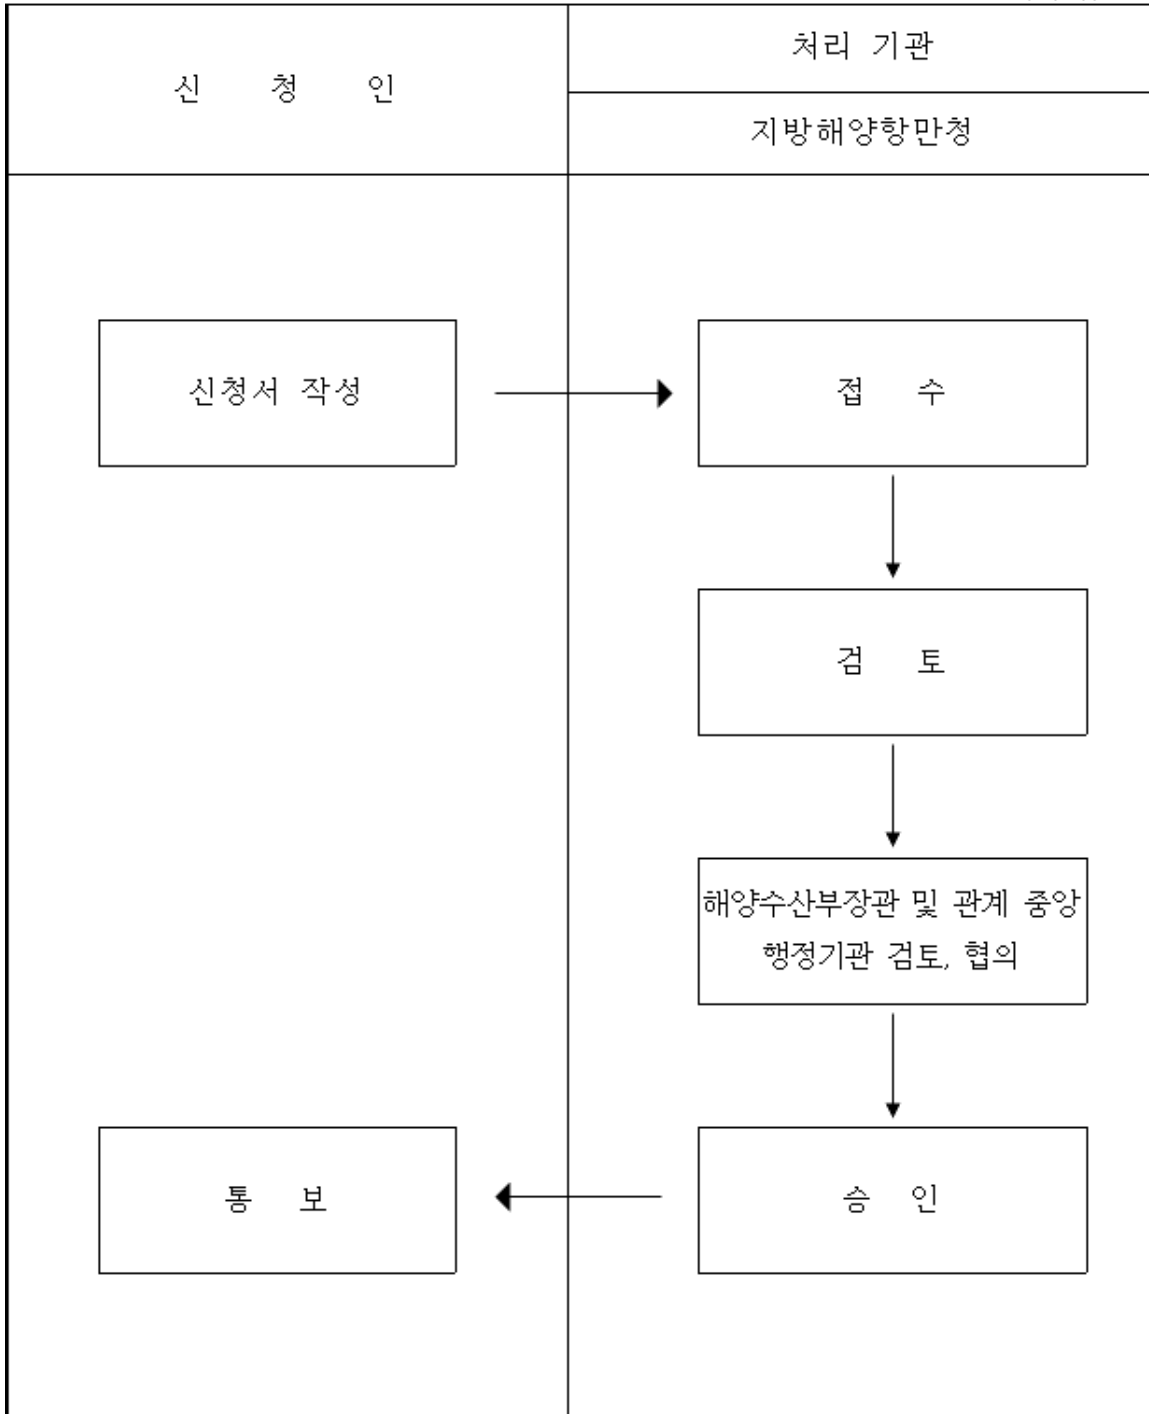 신 청 인
처리 기관
지방해양항만청
신청서 작성
접 수
검 토
해양수산부장관 및 관계 중앙
행정기관 검토, 협의
통 보
승 인